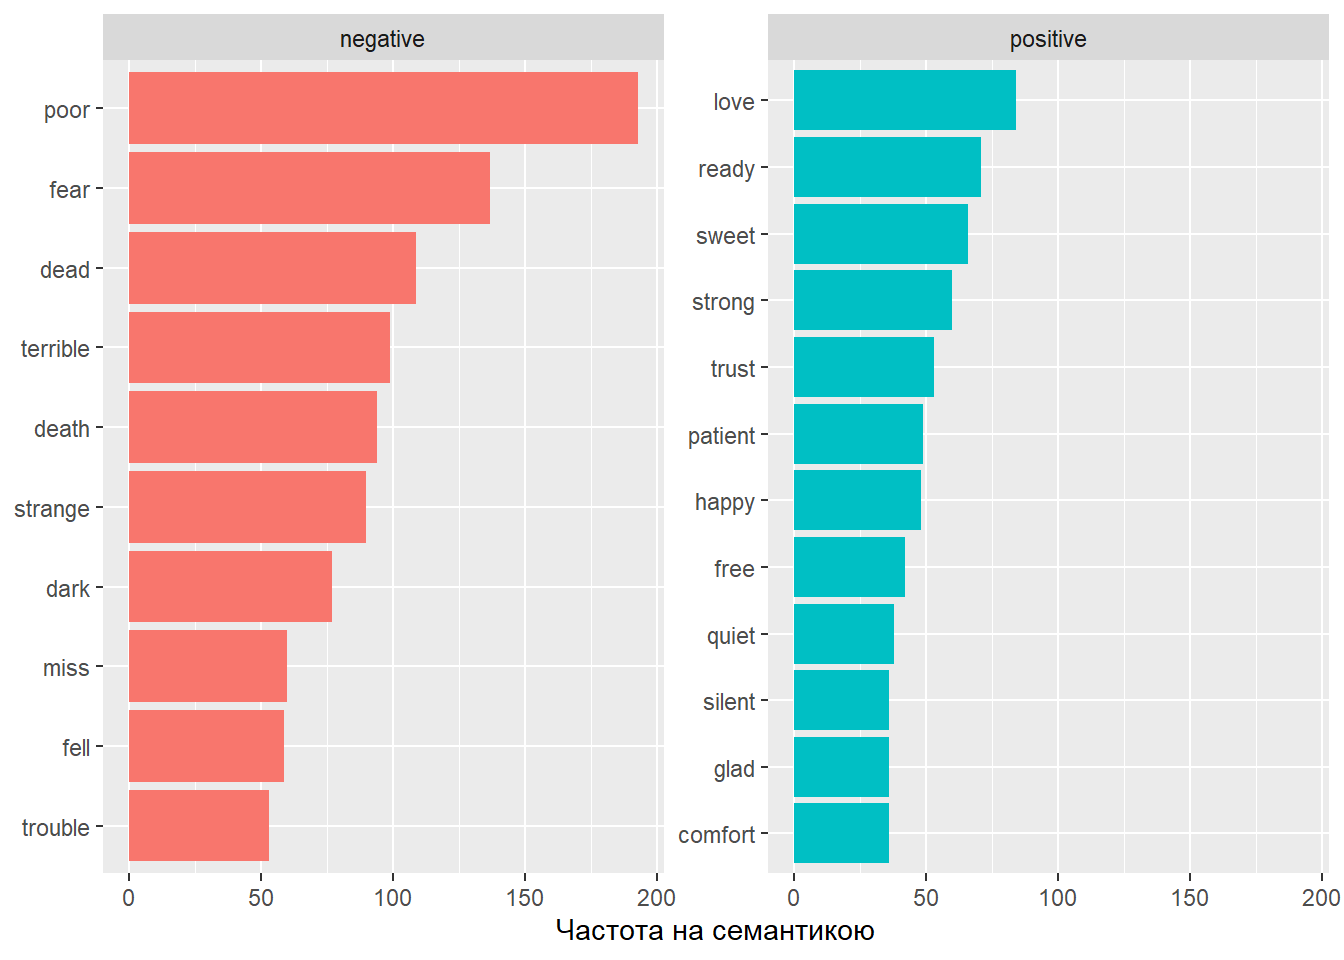 negative
poor
fear
dead
terrible
death
strange
dark
miss
fell
trouble
0 50 100 150 200
positive
love
ready
sweet
strong
trust
patient
happy
free
quiet
silent
glad
comfort
0 50 100 150 200
Частота на семантикою